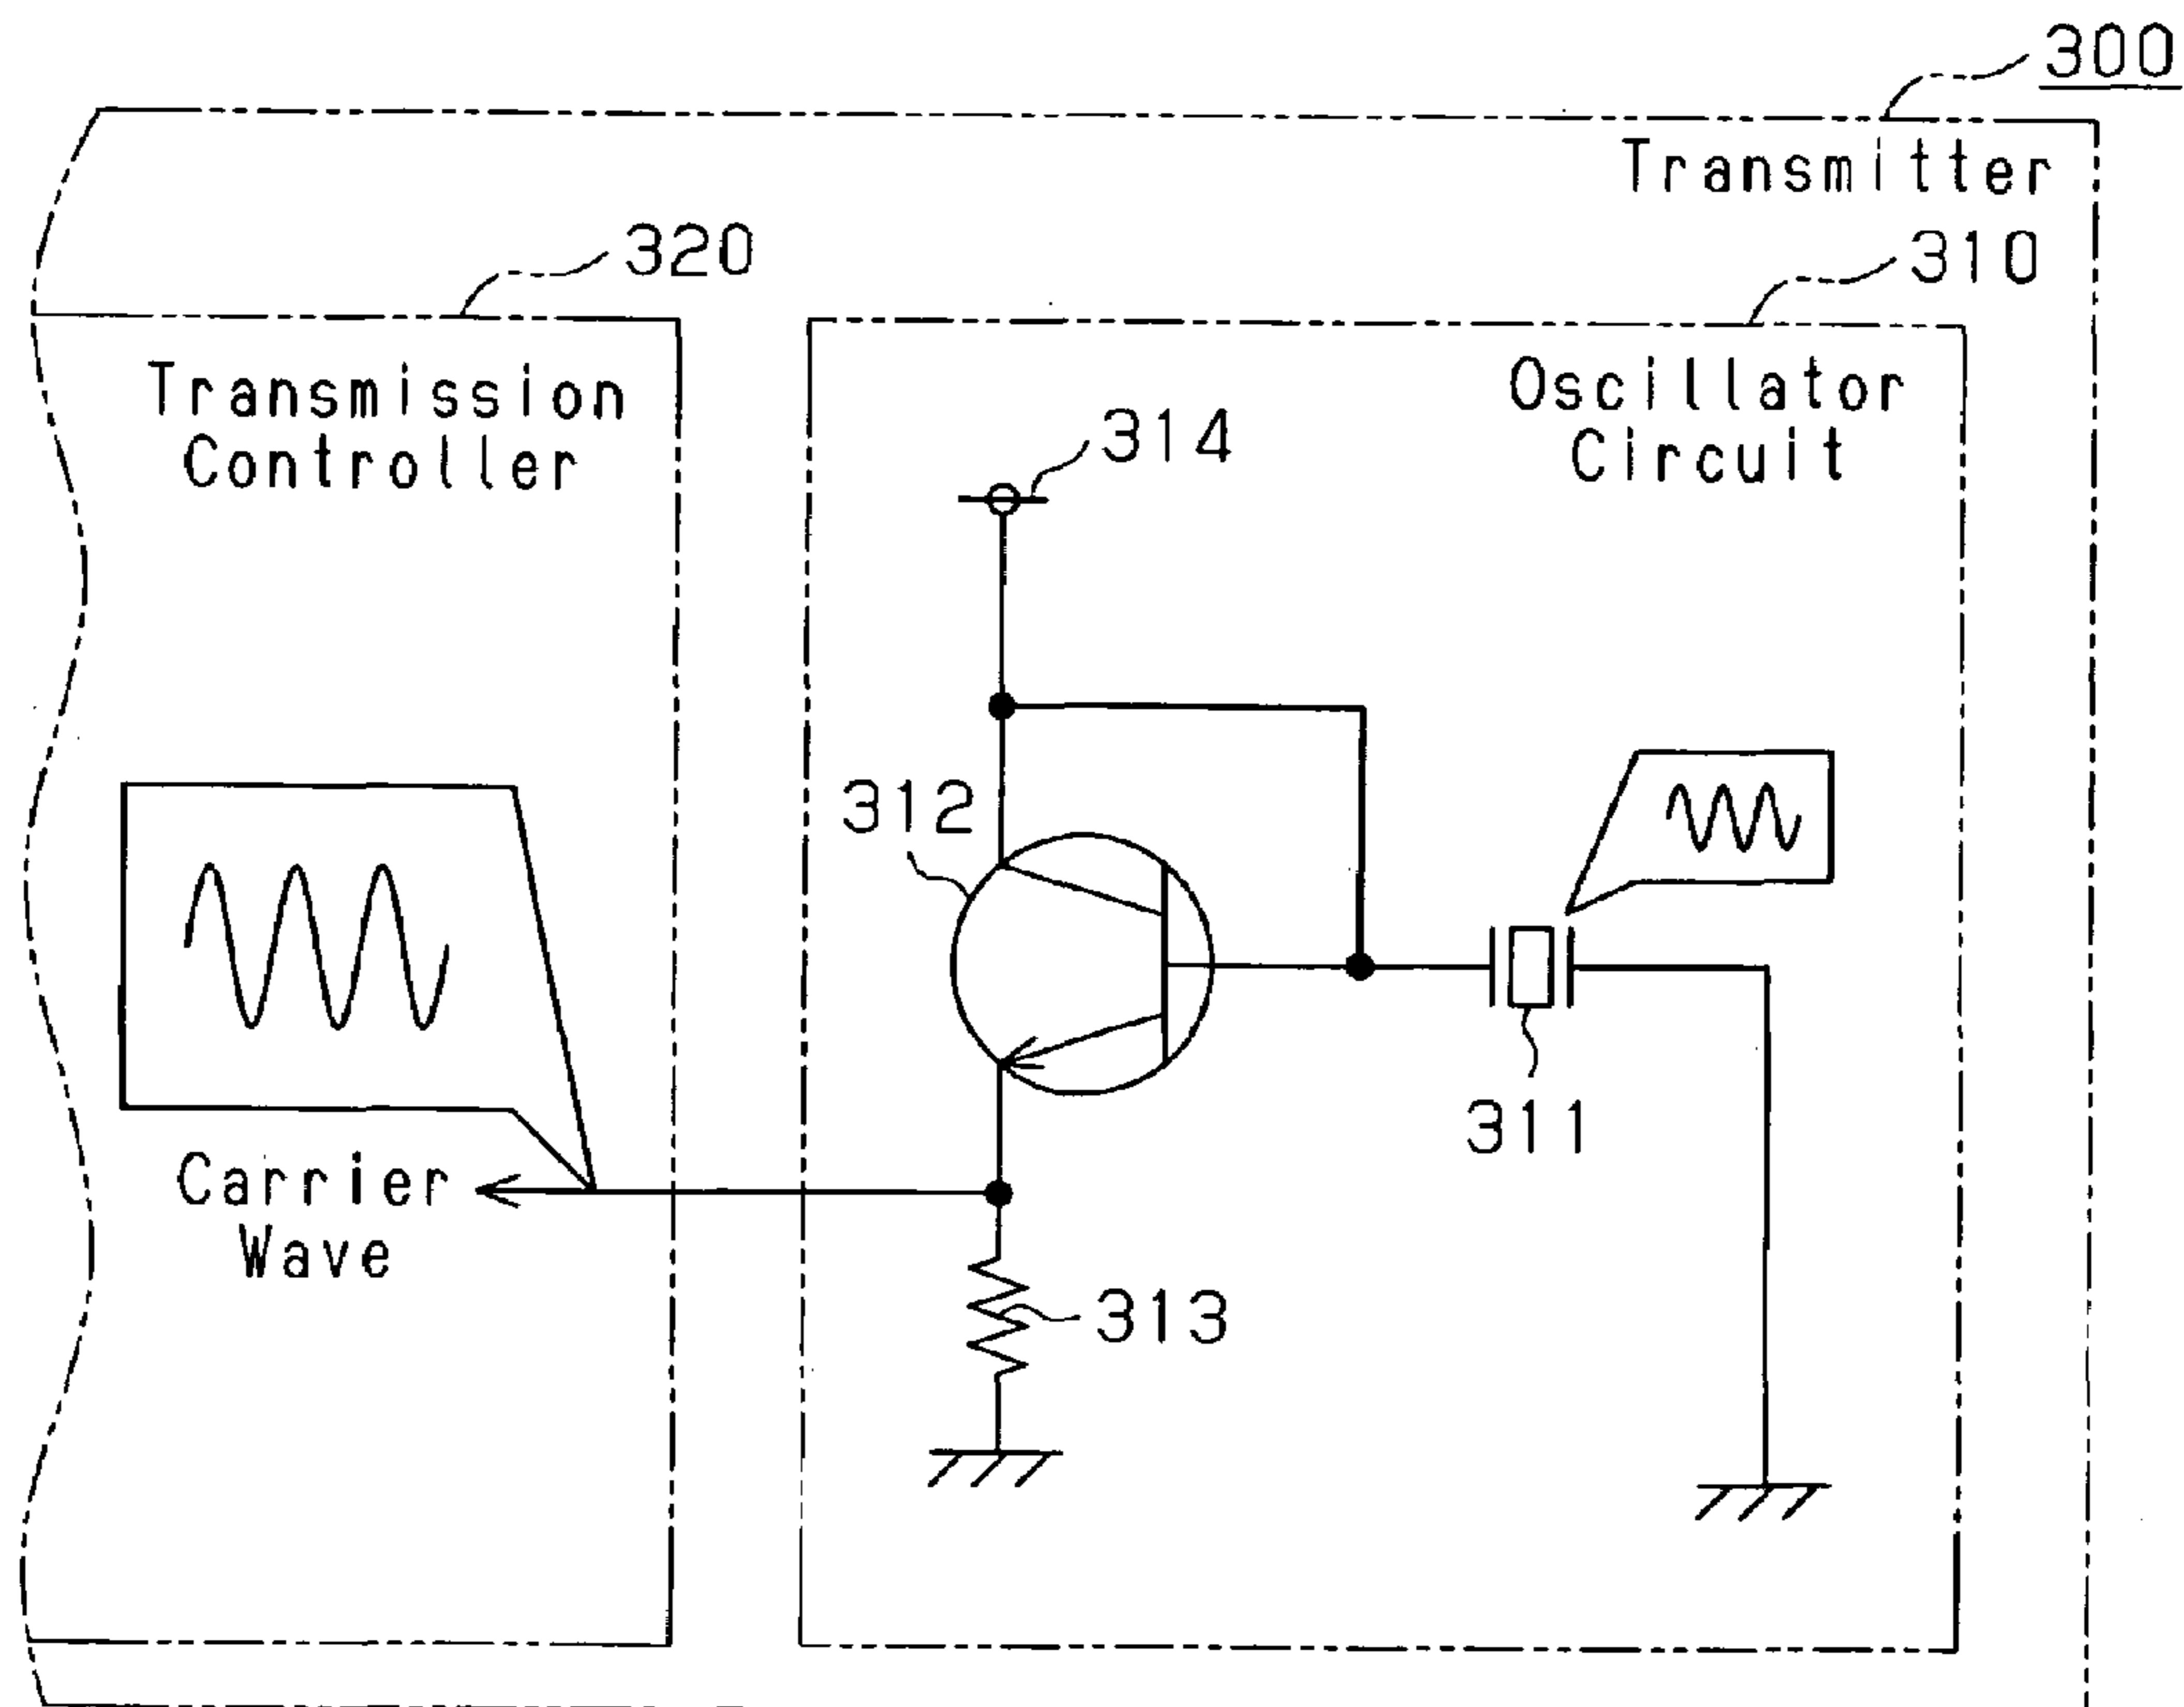 300
Transmitter
320
310
Transmission
Controller
Oscillator
Circuit
314
312
311
Carrier
Wave
313